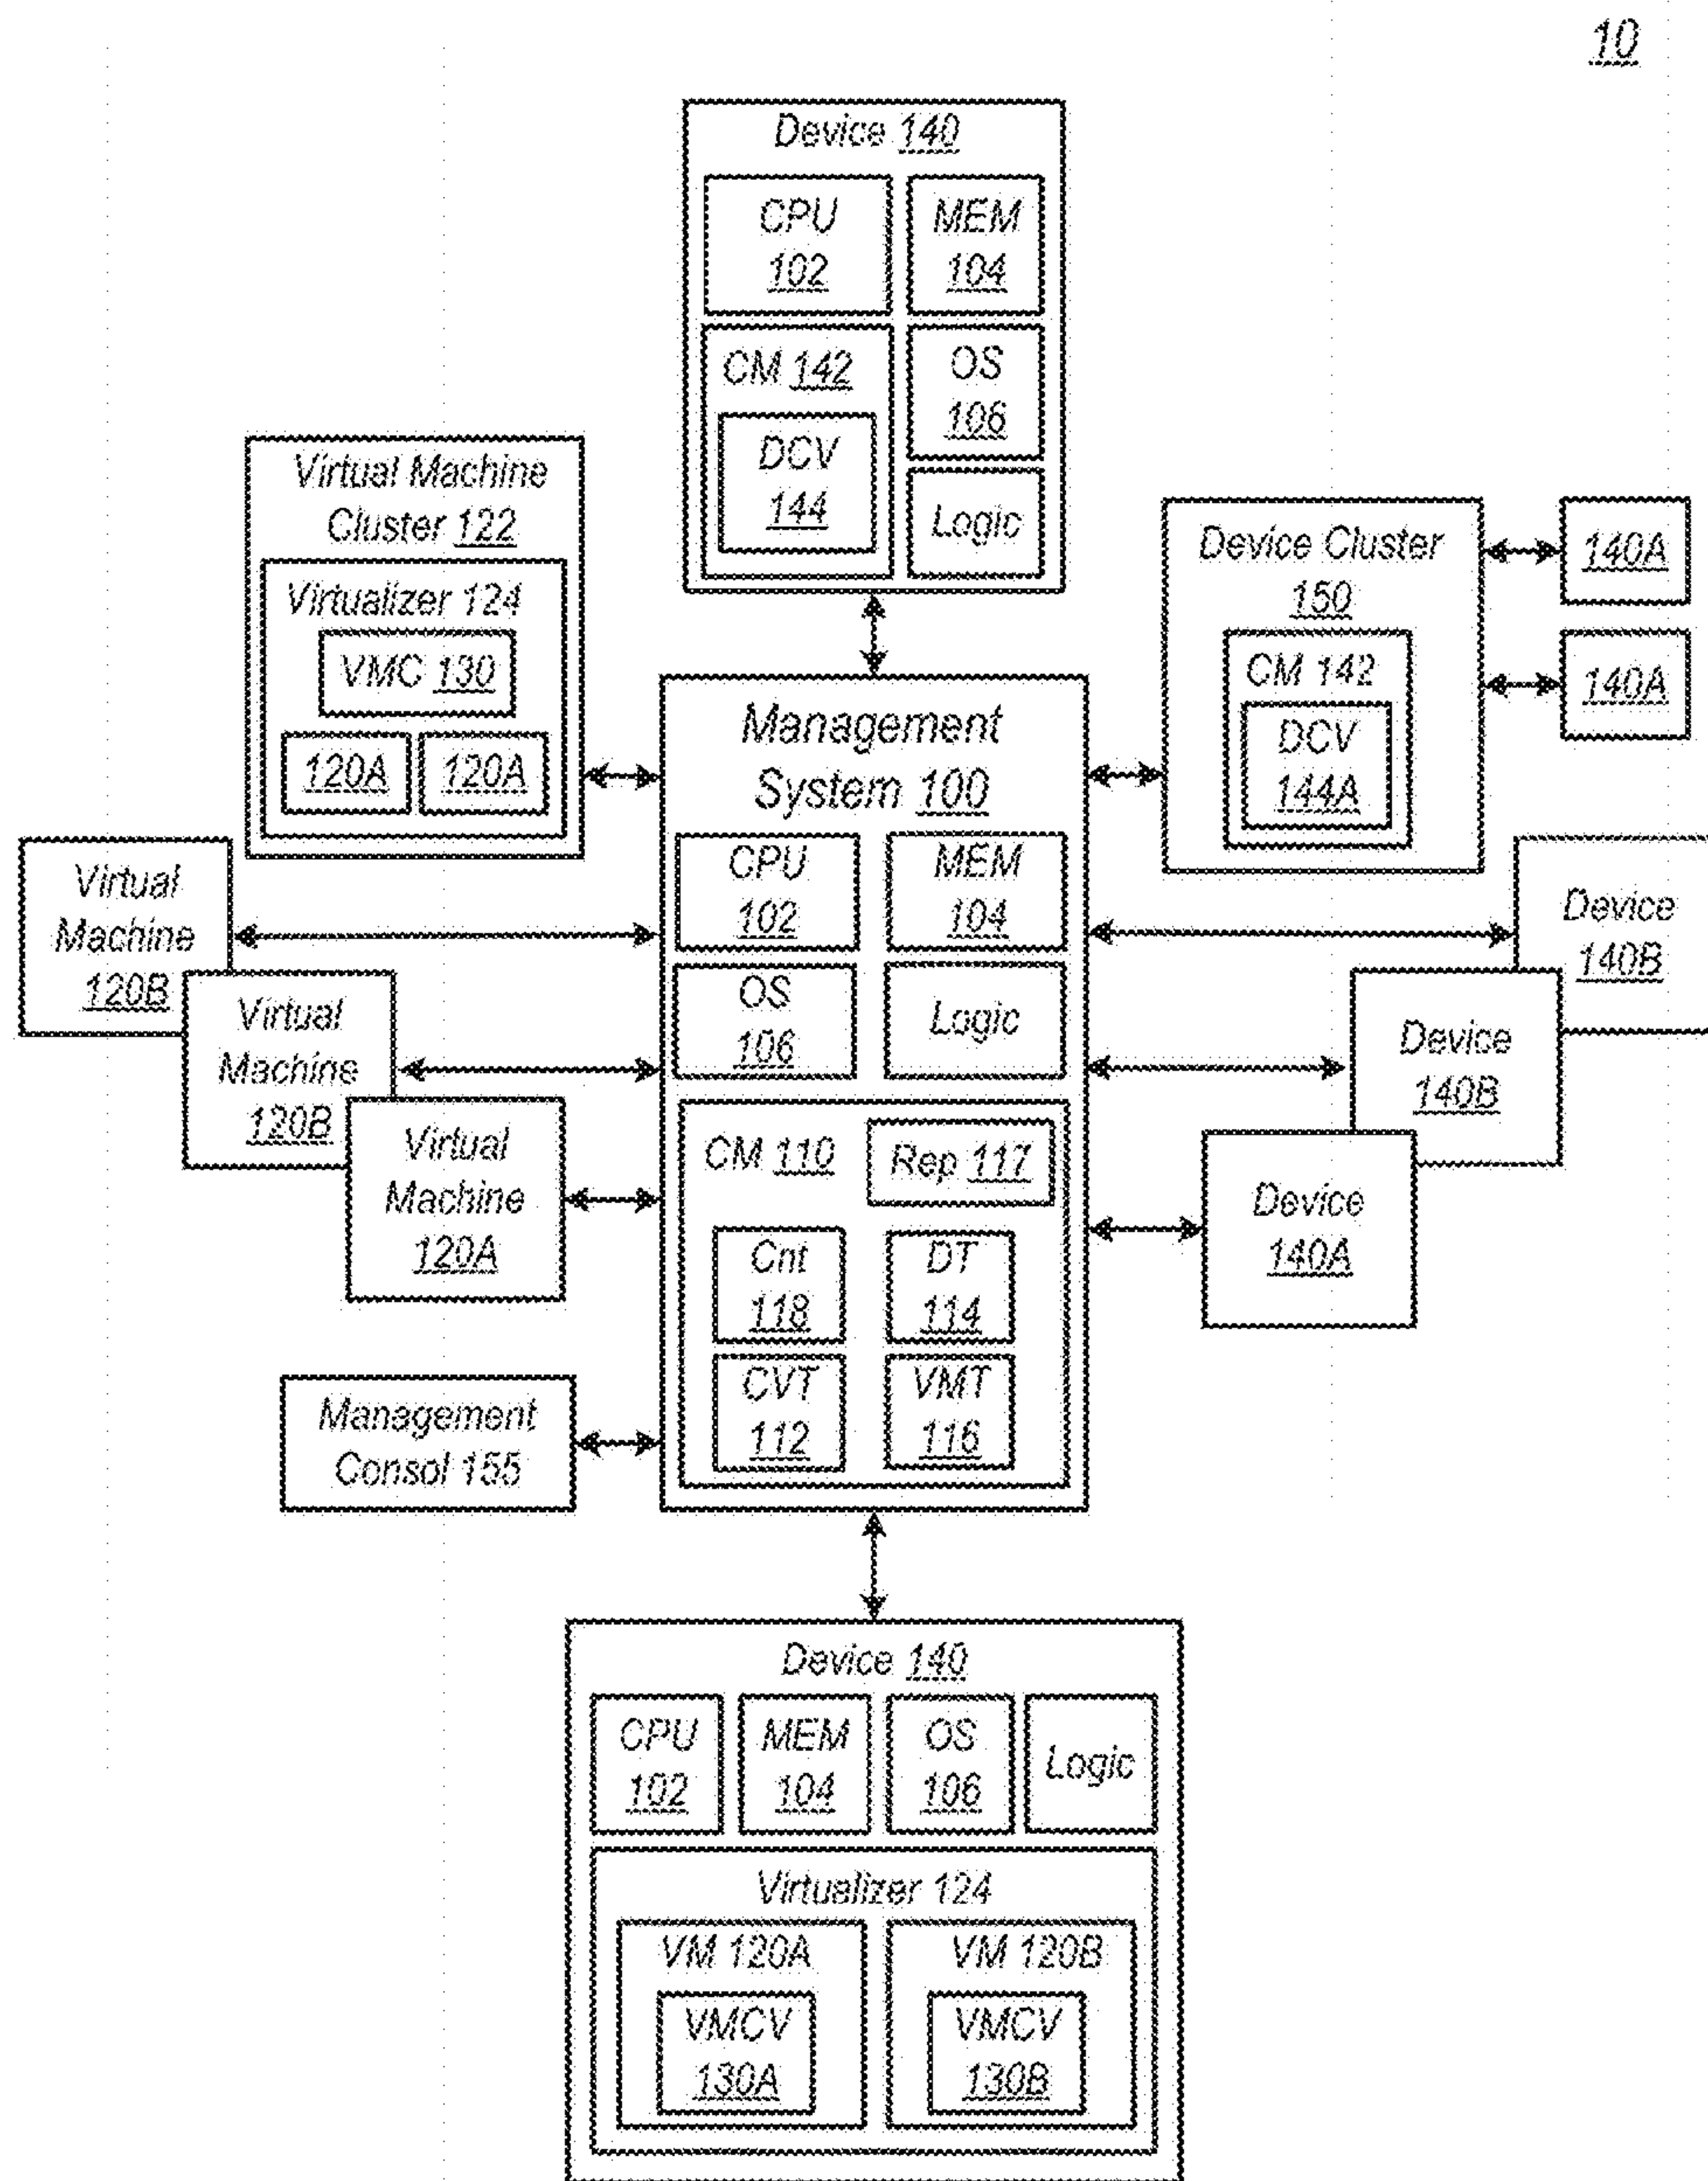 10
Device 140
CPU
102
MEM
104
CM 142
OS
106
DCV
144
Logic
Virtual Machine
Cluster 122
Virtualizer 124
VMC 130
120A
120A
Device Cluster
150
CM 142
DCV
144A
140A
140A
Management
System 100
CPU
102
MEM
104
OS
106
Logic
CM 110
Rep 117
Cnt
118
DT
114
CVT
112
VMT
116
Virtual
Machine
120B
Virtual
Machine
120B
Virtual
Machine
120A
Device
140B
Device
140B
Device
140A
Management
Consol 155
Device 140
CPU
102
MEM
104
OS
106
Logic
Virtualizer 124
VM 120A
VMCV
130A
VM 120B
VMCV
130B